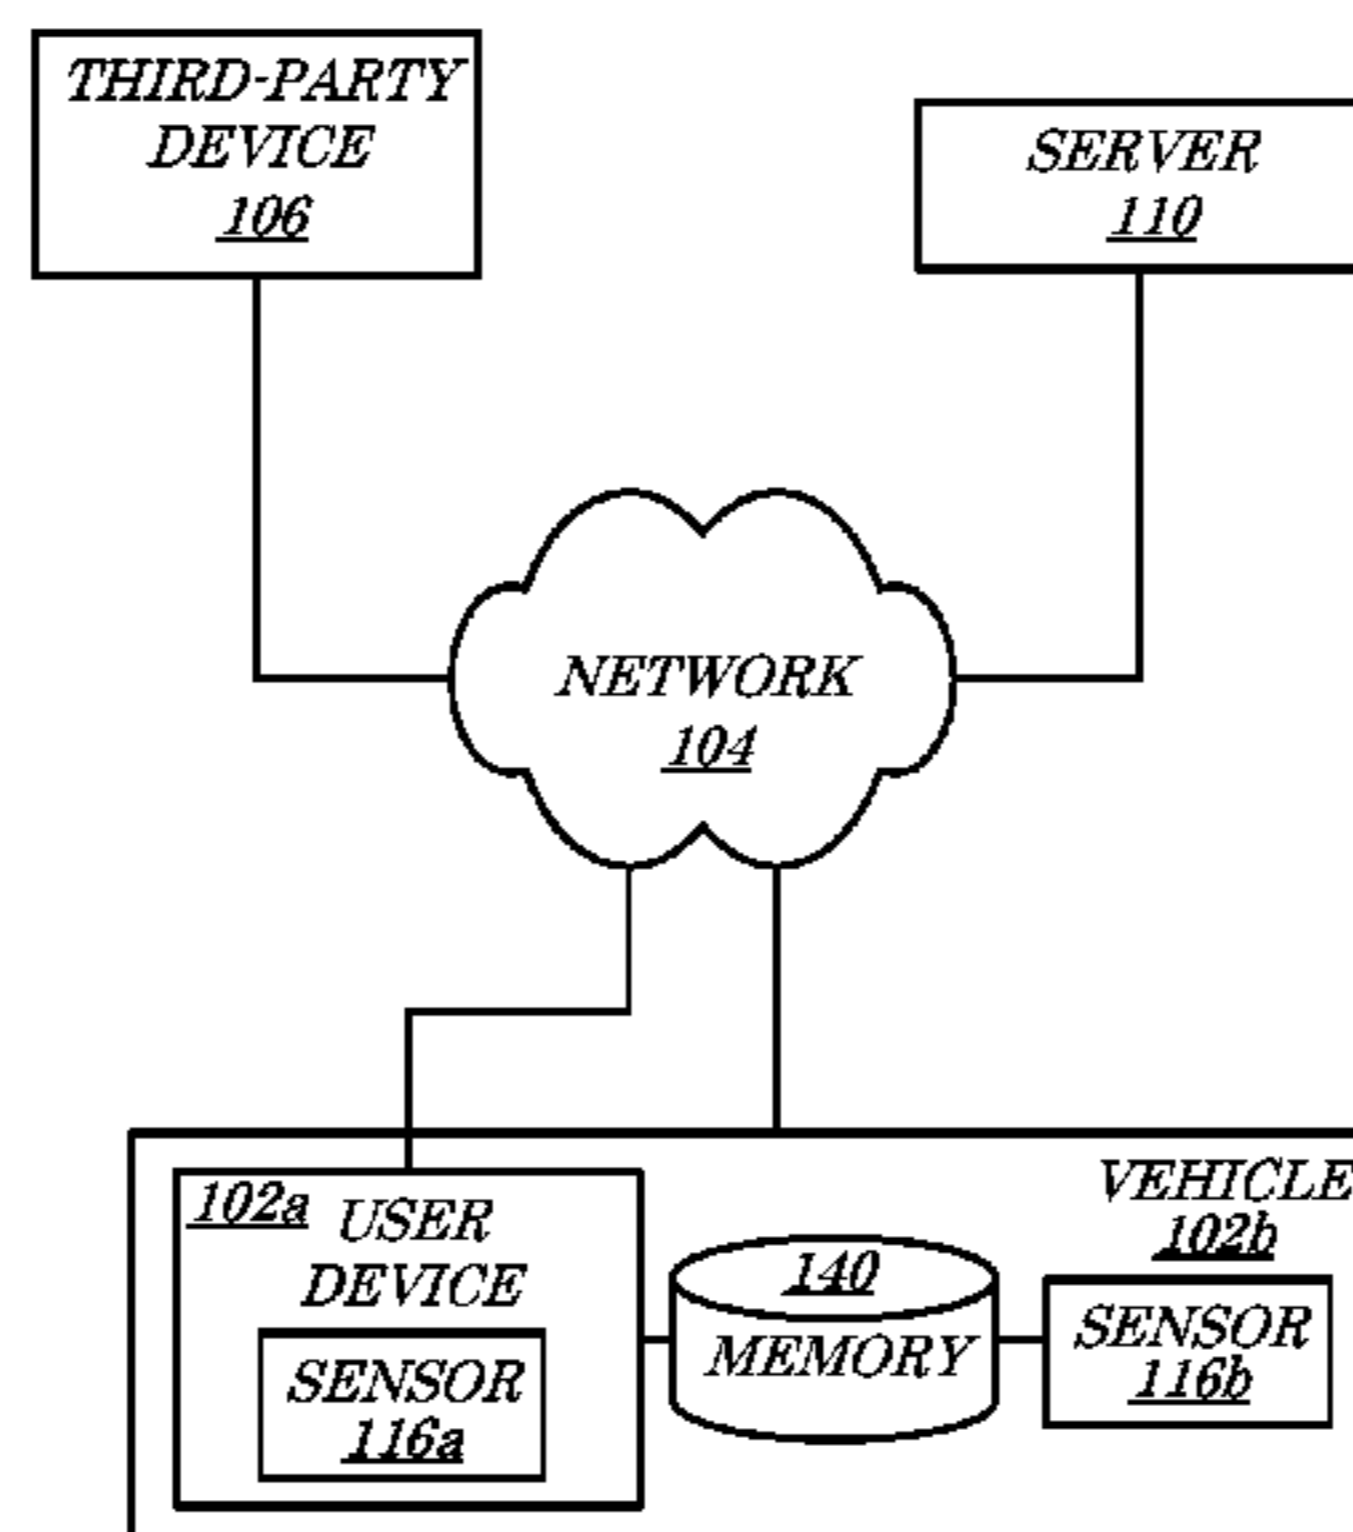 THIRD-PARTY
DEVICE
106
SERVER
110
NETWORK
104
102a
USER
DEVICE
SENSOR
116a
140
MEMORY
VEHICLE
102b
SENSOR
116b